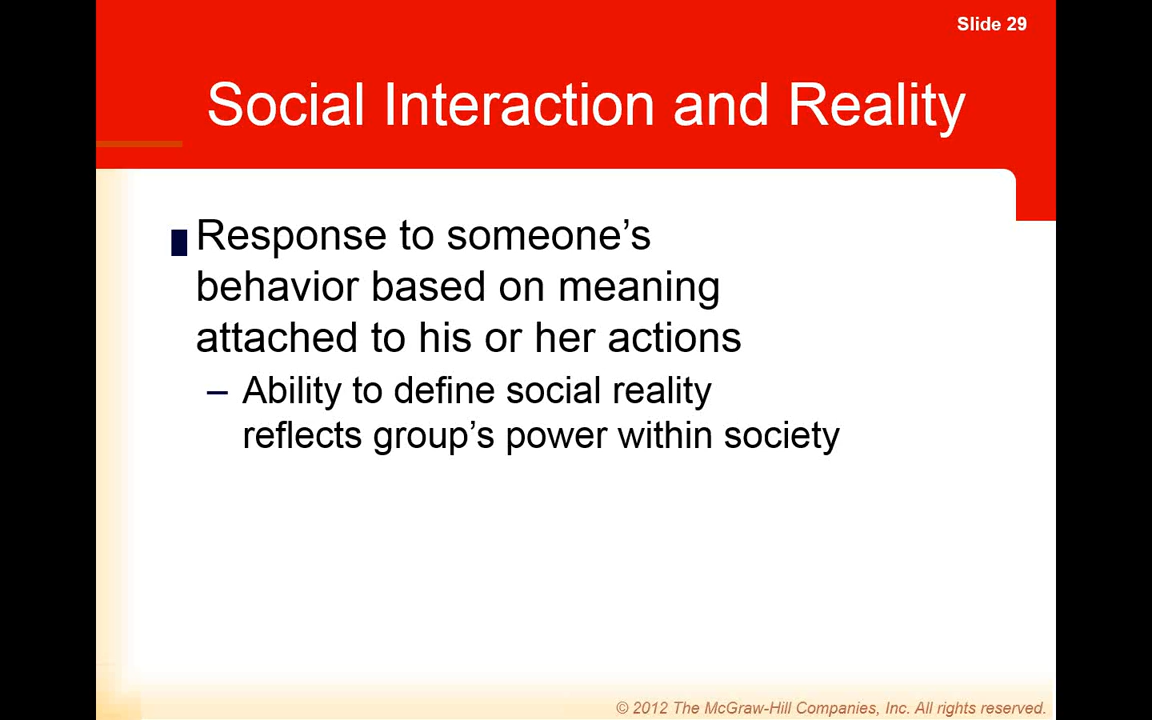 Slide 29
Social Interaction and Reality
Response to someone’s
behavior based on meaning
attached to his or her actions
– Ability to define social reality
reflects group’s power within society
© 2012 The McGraw-Hill Companies, Inc. All rights reserved.